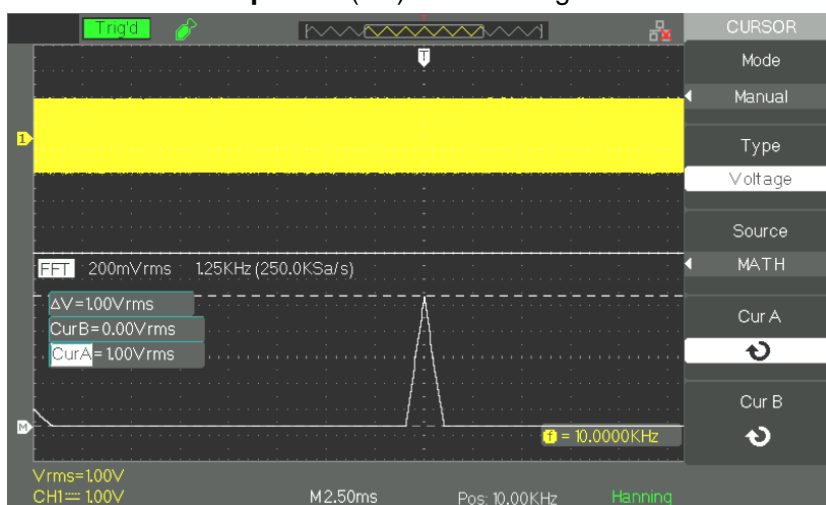 Trig'd
CURSOR
T
Mode
Manual
1
Type
Voltage
Source
MATH
FFT 200mVrms 1.25KHz (250.0KSa/s)
ΔV=1.00Vrms
CurB=0.00Vrms
CurA=1.00Vrms
Cur A
Cur B
M
f = 10.0000KHz
Vrms=1.00V
CH1 1.00V M 2.50ms Pos: 10.00KHz Hanning